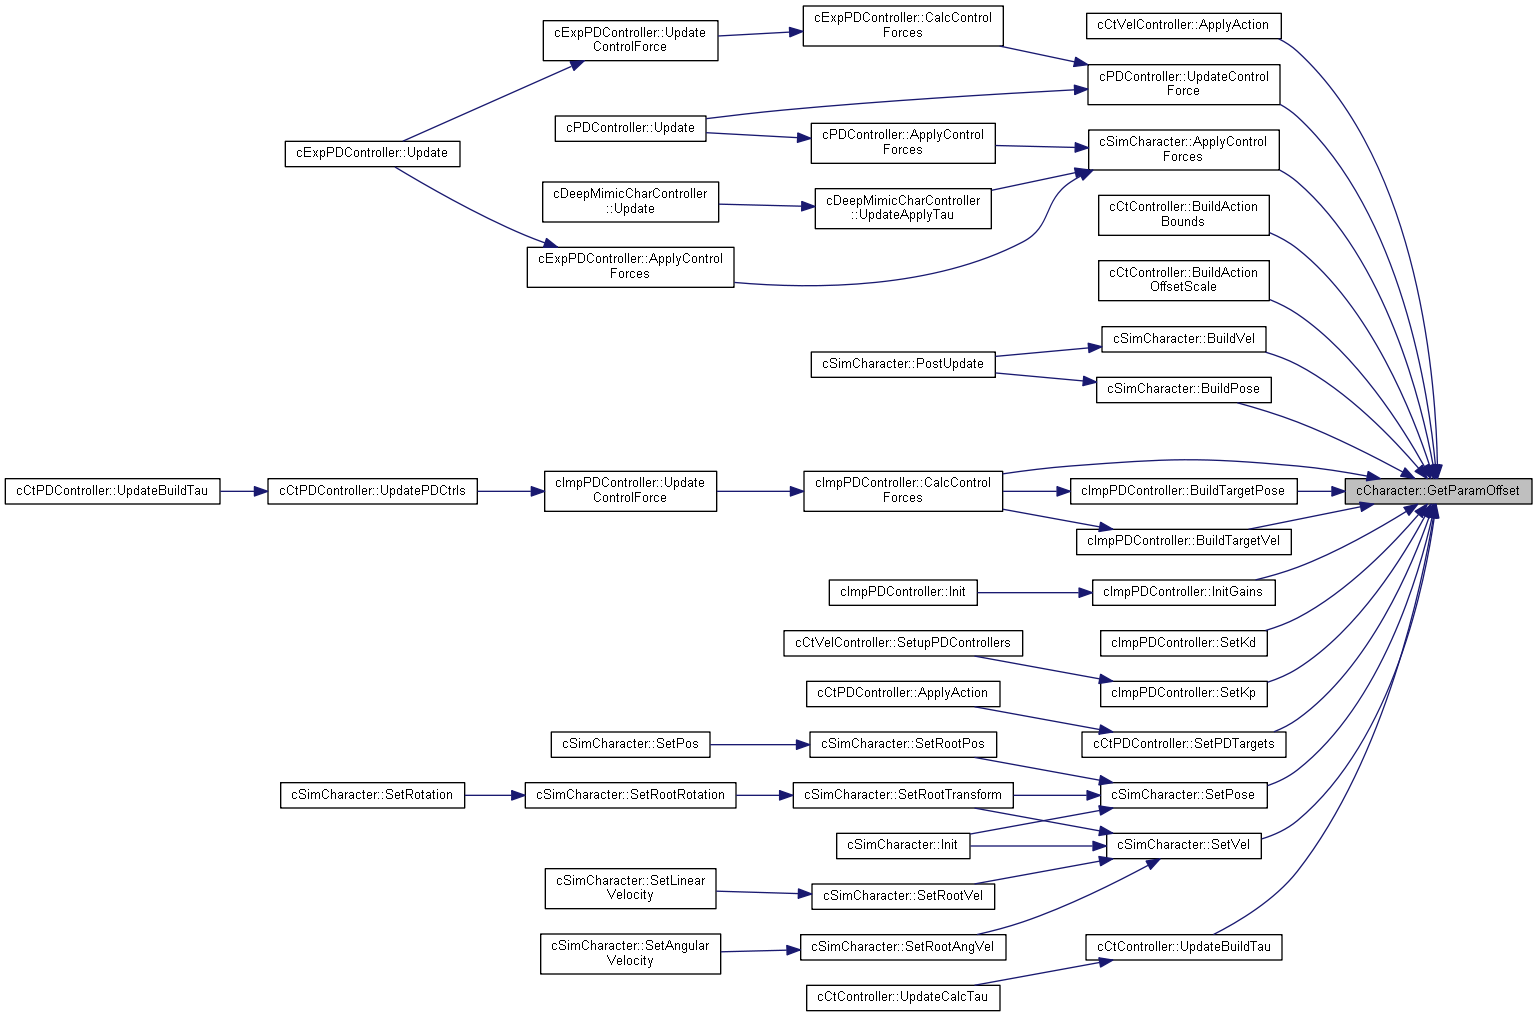 cExpPDController::CalcControl
Forces
cCtVelController::ApplyAction
cExpPDController::Update
ControlForce
cPDController::UpdateControl
Force
cPDController::Update
cPDController::ApplyControl
Forces
cSimCharacter::ApplyControl
Forces
cExpPDController::Update
cDeepMimicCharController
::Update
cDeepMimicCharController
::UpdateApplyTau
cCtController::BuildAction
Bounds
cExpPDController::ApplyControl
Forces
cCtController::BuildAction
OffsetScale
cSimCharacter::BuildVel
cSimCharacter::PostUpdate
cSimCharacter::BuildPose
cCtPDController::UpdateBuildTau
cCtPDController::UpdatePDCtrls
cImpPDController::Update
ControlForce
cImpPDController::CalcControl
Forces
cImpPDController::BuildTargetPose
cCharacter::GetParamOffset
cImpPDController::BuildTargetVel
cImpPDController::Init
cImpPDController::InitGains
cCtVelController::SetupPDControllers
cImpPDController::SetKd
cCtPDController::ApplyAction
cImpPDController::SetKp
cSimCharacter::SetPos
cSimCharacter::SetRootPos
cCtPDController::SetPDTargets
cSimCharacter::SetRotation
cSimCharacter::SetRootRotation
cSimCharacter::SetRootTransform
cSimCharacter::SetPose
cSimCharacter::Init
cSimCharacter::SetVel
cSimCharacter::SetLinear
Velocity
cSimCharacter::SetRootVel
cSimCharacter::SetAngular
Velocity
cSimCharacter::SetRootAngVel
cCtController::UpdateBuildTau
cCtController::UpdateCalcTau